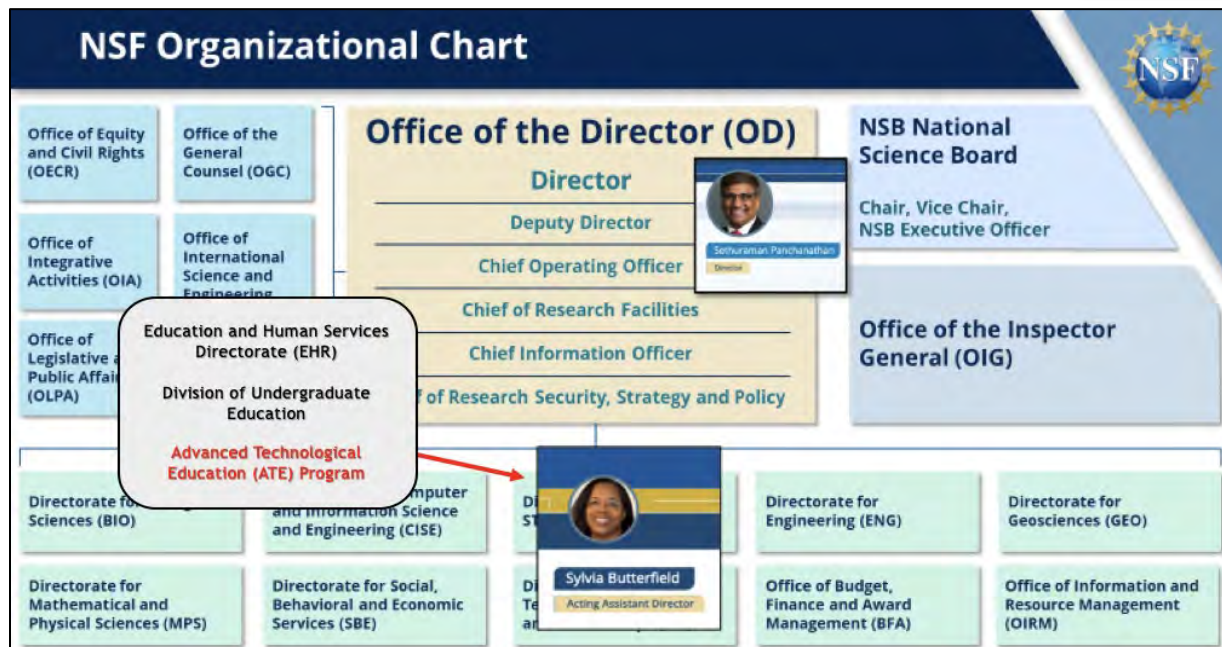 NSF Organizational Chart
NSF
Office of Equity
and Civil Rights
(OECR)
Office of the
General
Counsel (OGC)
Office of
Integrative
Activities (OIA)
Office of
International
Science and
Engineering
Office of
Legislative
Public
(OLPA)
Office of the Director (OD)
Director
Deputy Director
Chief Operating Officer
Chief of Research Facilities
Chief Information Officer
of Research Security, Strategy and Policy
Sethuraman Panchanathan
Director
NSB National
Science Board
Chair, Vice Chair,
NSB Executive Officer
Office of the Inspector
General (OIG)
Education and Human Services
Directorate (EHR)
Division of Undergraduate
Education
Advanced Technological
Education (ATE) Program
Directorate
Sciences (BIO)
and Information Science
and Engineering (CISE)
Sylvia Butterfield
Acting Assistant Director
Directorate for
Engineering (ENG)
Directorate for
Geosciences (GEO)
Directorate for
Mathematical and
Physical Sciences (MPS)
Directorate for Social,
Behavioral and Economic
Services (SBE)
Office of Budget,
Finance and Award
Management (BFA)
Office of Information and
Resource Management
(OIRM)